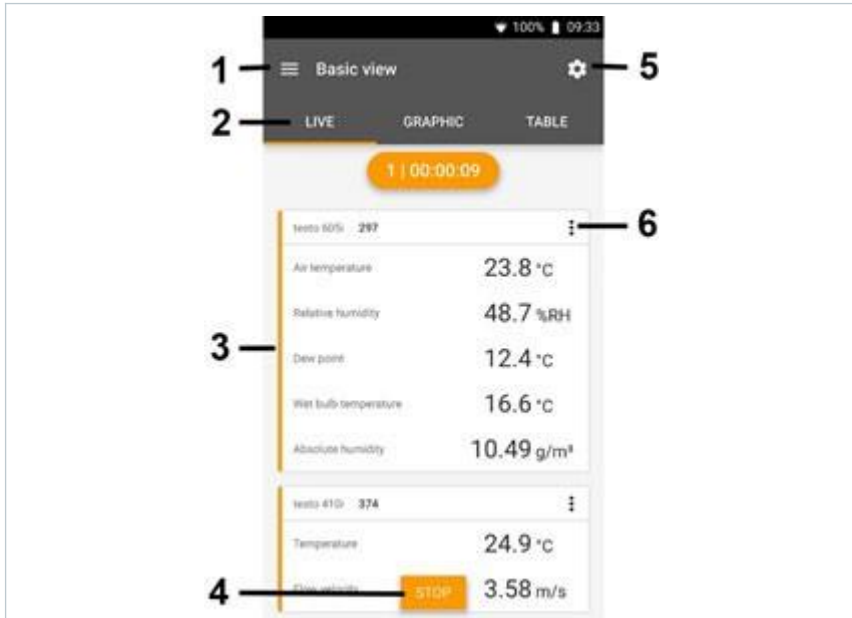 100% 09:33
1 Basic view 5
2 LIVE GRAPHIC TABLE
1 | 00:00:09
testo 605i 297 6
Air temperature 23.8 °C
Relative humidity 48.7 %RH
3 Dew point 12.4 °C
Wet bulb temperature 16.6 °C
Absolute humidity 10.49 g/m³
testo 410i 374
Temperature 24.9 °C
4 Flow velocity STOP 3.58 m/s